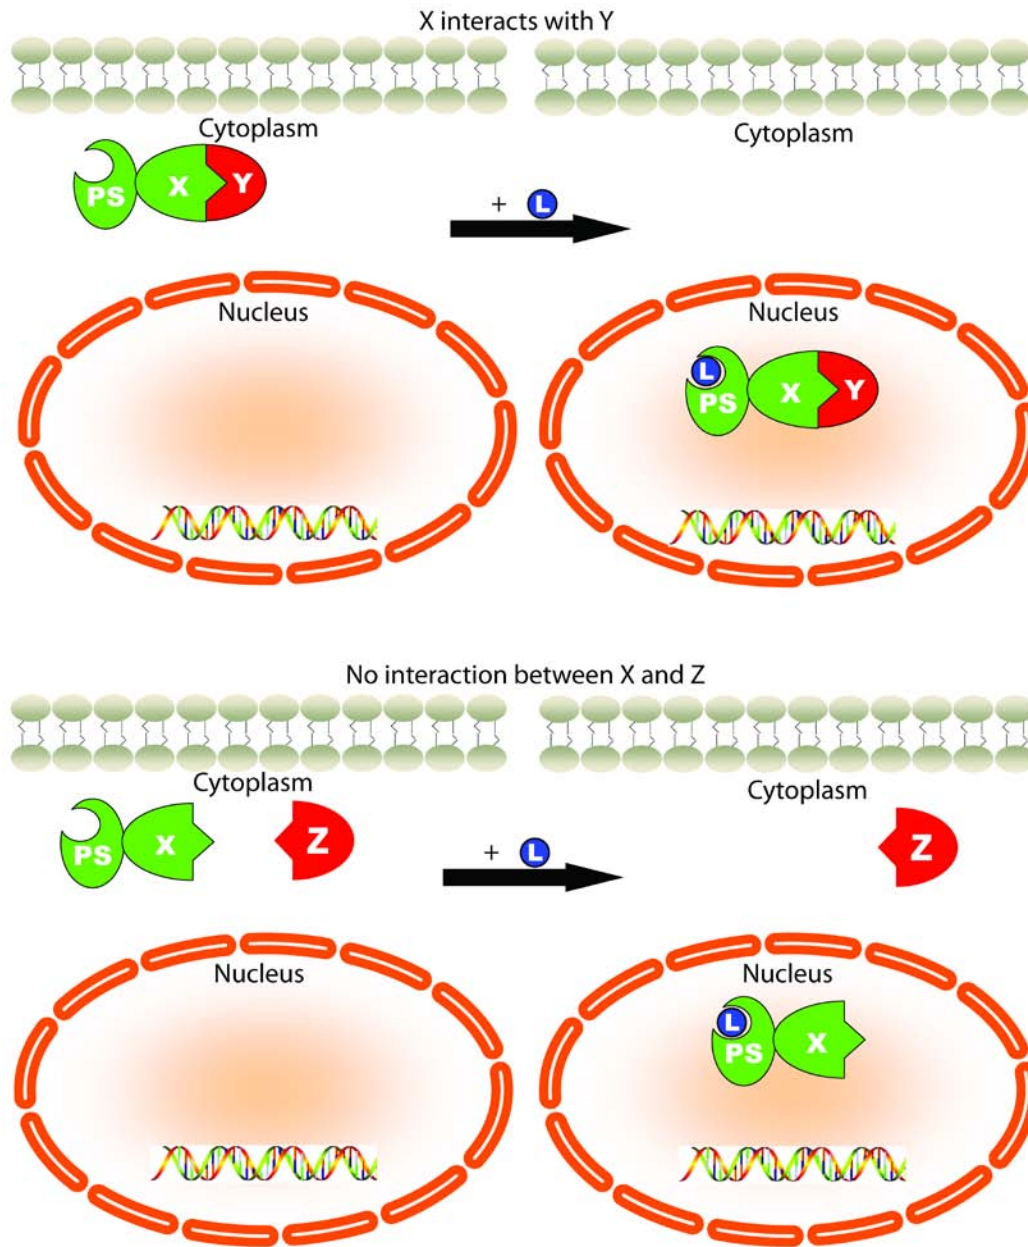 X interacts with Y
Cytoplasm
Cytoplasm
PS X Y
+ L
Nucleus
Nucleus
L
PS X Y
No interaction between X and Z
Cytoplasm
Cytoplasm
PS X Z
+ L
Z
Nucleus
Nucleus
L
PS X